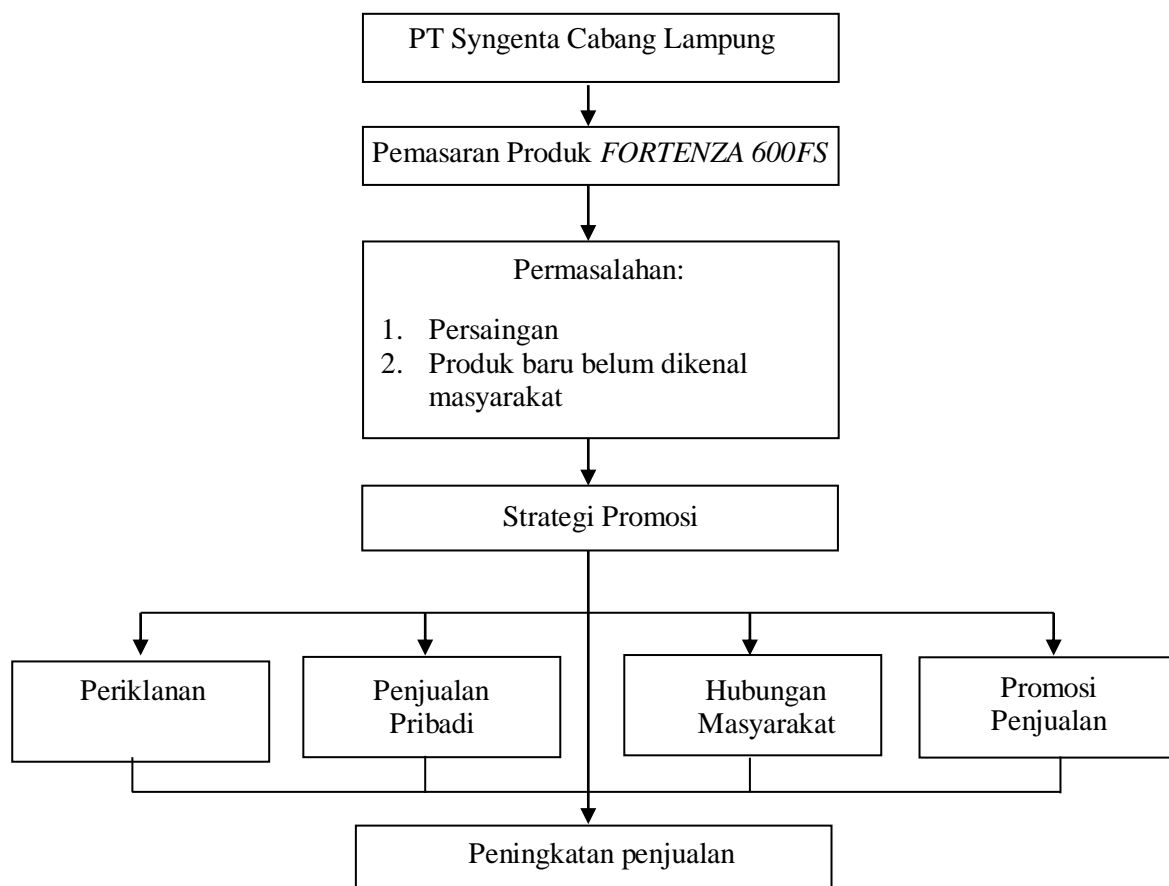 PT Syngenta Cabang Lampung
Pemasaran Produk FORTENZA 600FS
Permasalahan:
1. Persaingan
2. Produk baru belum dikenal
masyarakat
Strategi Promosi
Periklanan
Penjualan
Pribadi
Hubungan
Masyarakat
Promosi
Penjualan
Peningkatan penjualan